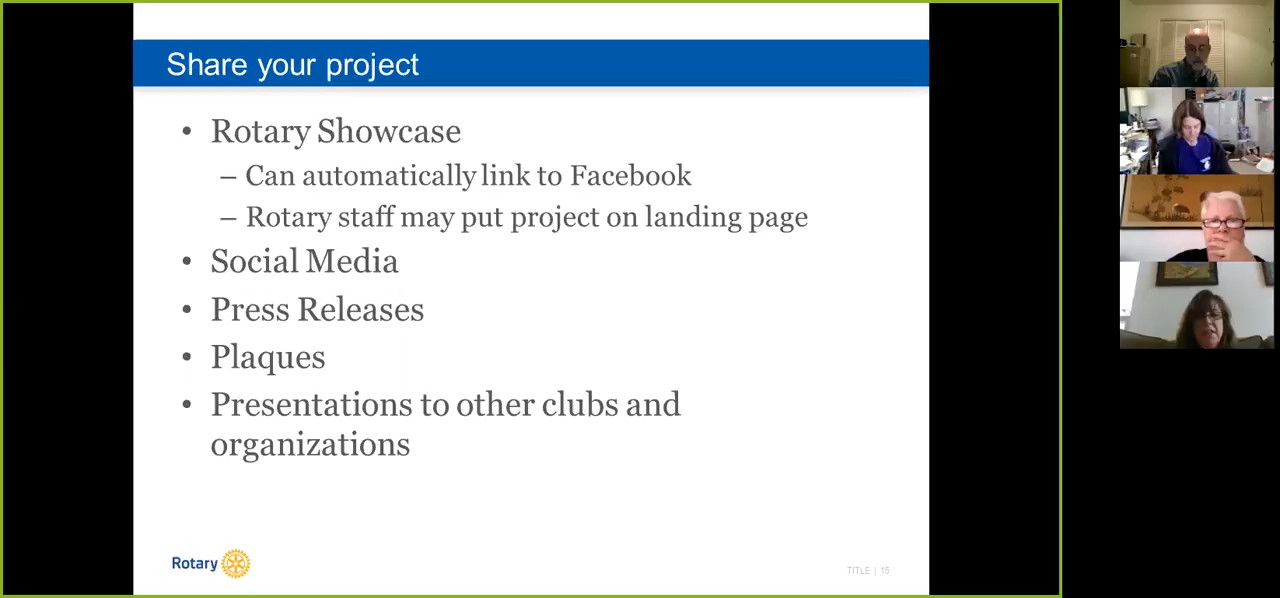 Share your project
• Rotary Showcase
– Can automatically link to Facebook
– Rotary staff may put project on landing page
• Social Media
• Press Releases
• Plaques
• Presentations to other clubs and
organizations
Rotary
TITLE | 15